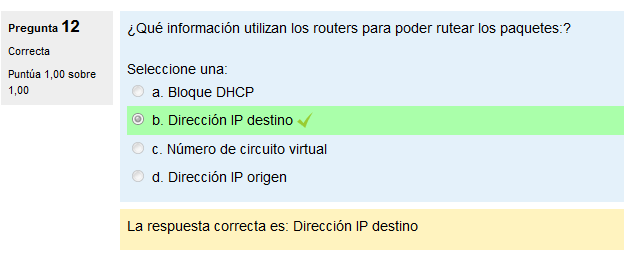 Pregunta 12
Correcta
Puntúa 1,00 sobre
1,00
¿Qué información utilizan los routers para poder rutear los paquetes:?
Seleccione una:
a. Bloque DHCP
b. Dirección IP destino
c. Número de circuito virtual
d. Dirección IP origen
La respuesta correcta es: Dirección IP destino